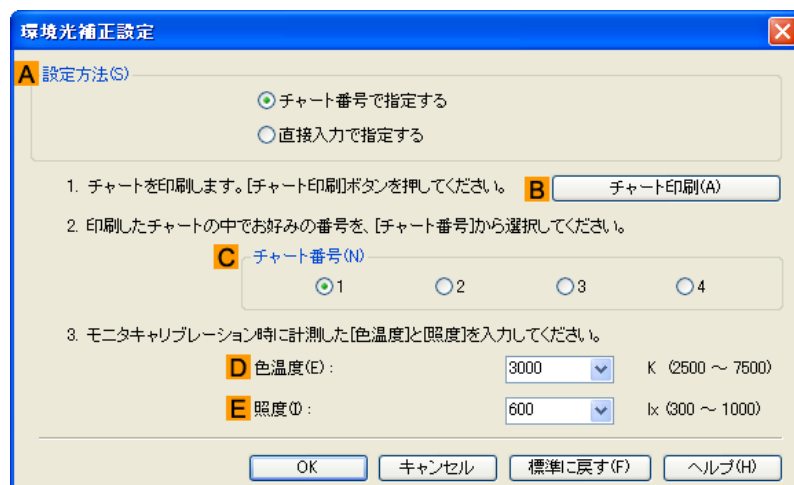 環境光補正設定
A 設定方法(S)
チャート番号で指定する
直接入力で指定する
1. チャートを印刷します。[チャート印刷]ボタンを押してください。 B チャート印刷(A)
2. 印刷したチャートの中でお好みの番号を、[チャート番号]から選択してください。
C チャート番号(N)
1 2 3 4
3. モニタキャリブレーション時に計測した[色温度]と[照度]を入力してください。
D 色温度(E) : 3000 K (2500 ～ 7500)
E 照度(I) : 600 lx (300 ～ 1000)
OK キャンセル 標準に戻す(F) ヘルプ(H)